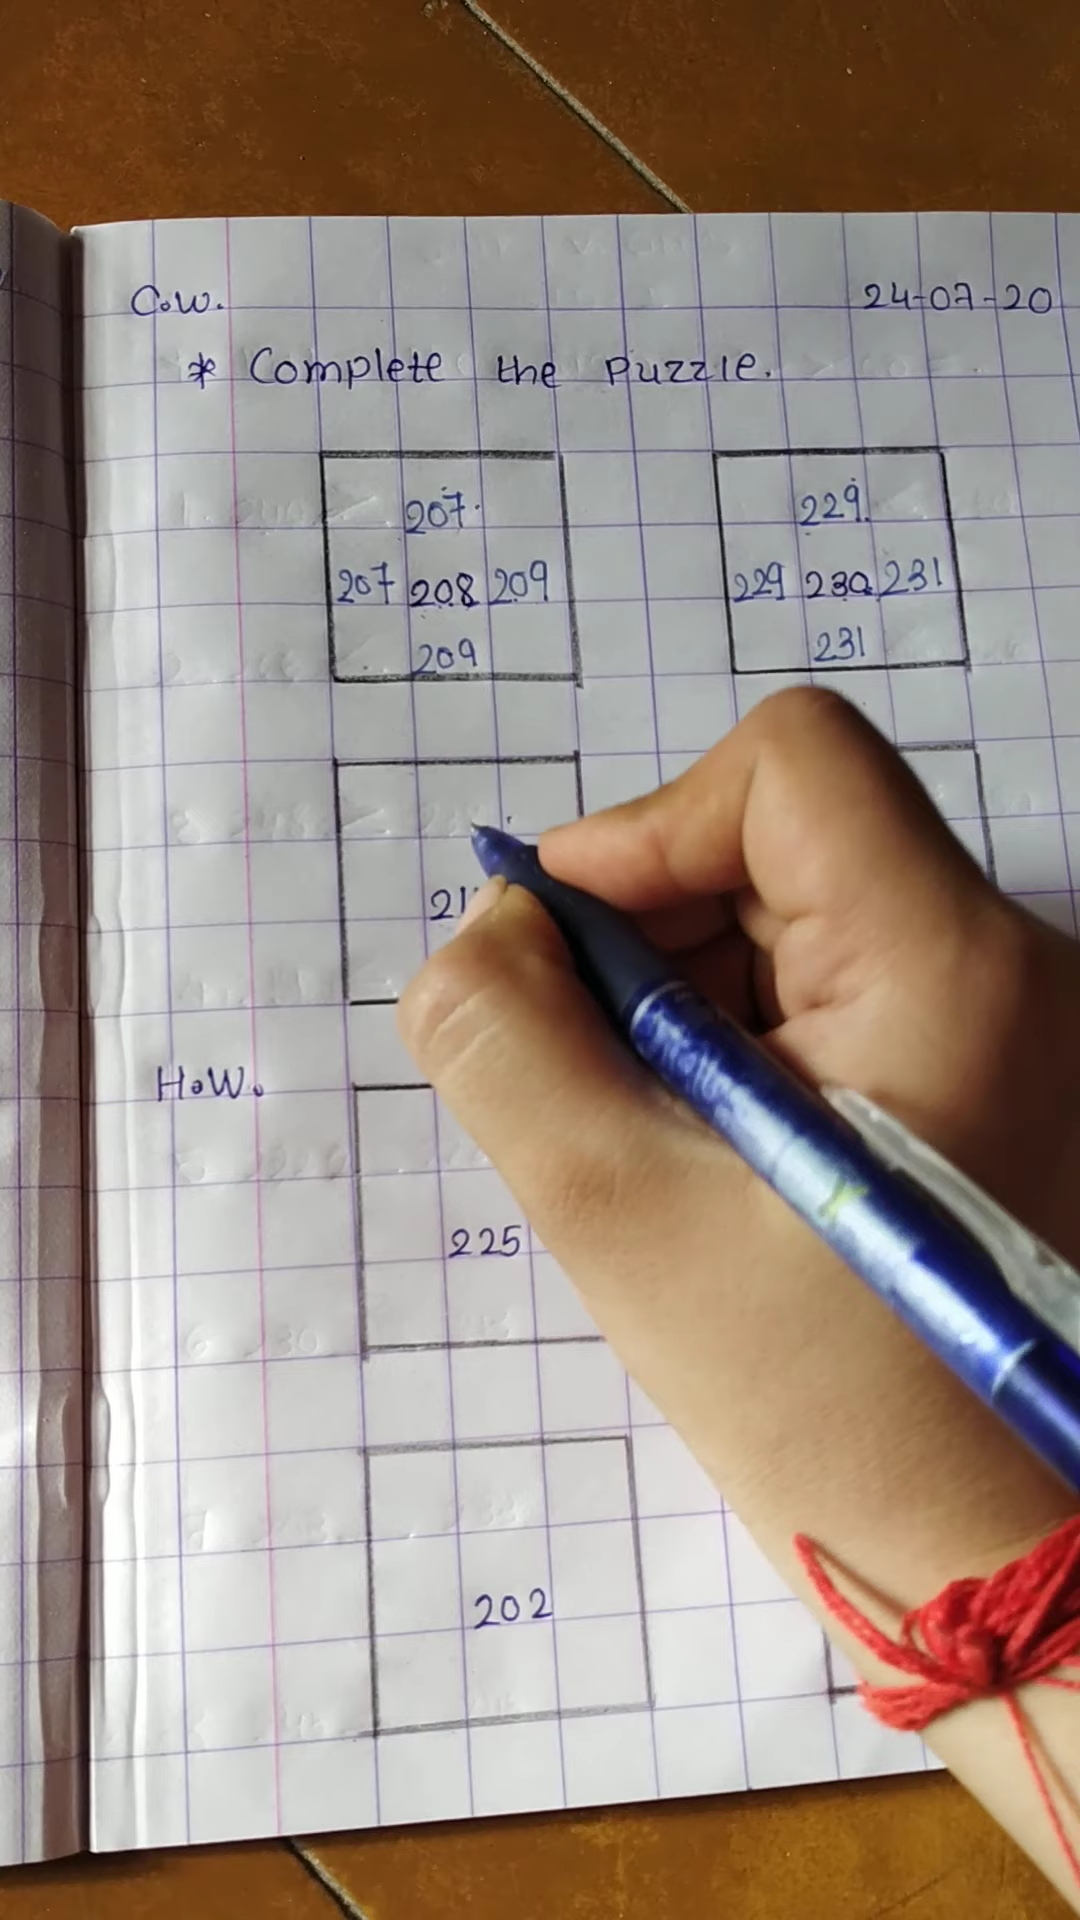 C.W. 24-07-20
* Complete the Puzzle.
207 229
207 208 209 229 230 231
209 231
H.W.
225
202